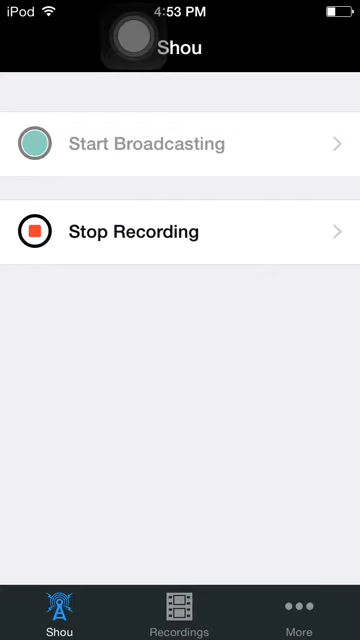 iPod 4:53 PM
Shou
Start Broadcasting
Stop Recording
Shou Recordings More